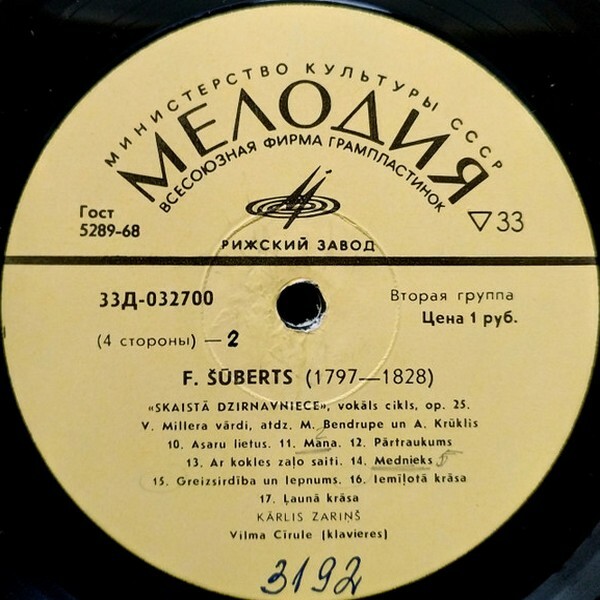 МИНИСТЕРСТВО КУЛЬТУРЫ СССР
МЕЛОДИЯ
ВСЕСОЮЗНАЯ ФИРМА ГРАМПЛАСТИНОК
Гост
5289-68
▽33
РИЖСКИЙ ЗАВОД
33Д-032700
Вторая группа
(4 стороны) — 2
Цена 1 руб.
F. ŠŪBERTS (1797—1828)
«SKAISTĀ DZIRNAVNIECE», vokāls cikls, op. 25.
V. Millera vārdi, atdz. M. Bendrupe un A. Krūklis
10. Asaru lietus. 11. Mana. 12. Pārtraukums
13. Ar kokles zaļo saiti. 14. Mednieks
15. Greizsirdība un lepnums. 16. Iemīļotā krāsa
17. Ļaunā krāsa
KĀRLIS ZARIŅŠ
Vilma Cīrule (klavieres)
3192